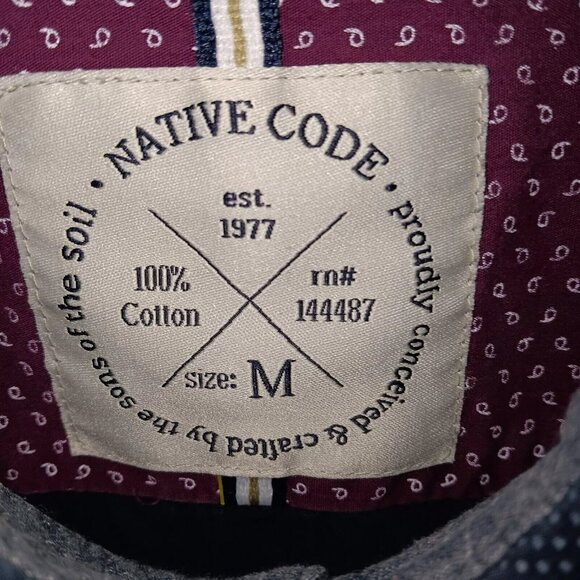 • NATIVE CODE •
proudly conceived & crafted by the sons of the soil
est.
1977
100%
Cotton
rn#
144487
size: M